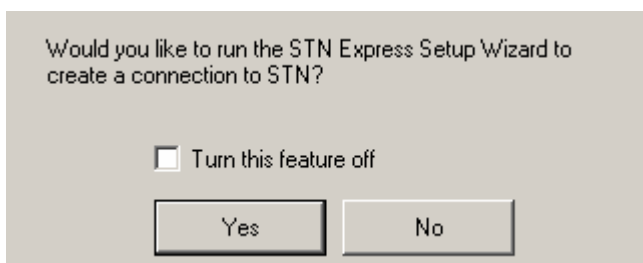 Would you like to run the STN Express Setup Wizard to
create a connection to STN?
Turn this feature off
Yes No